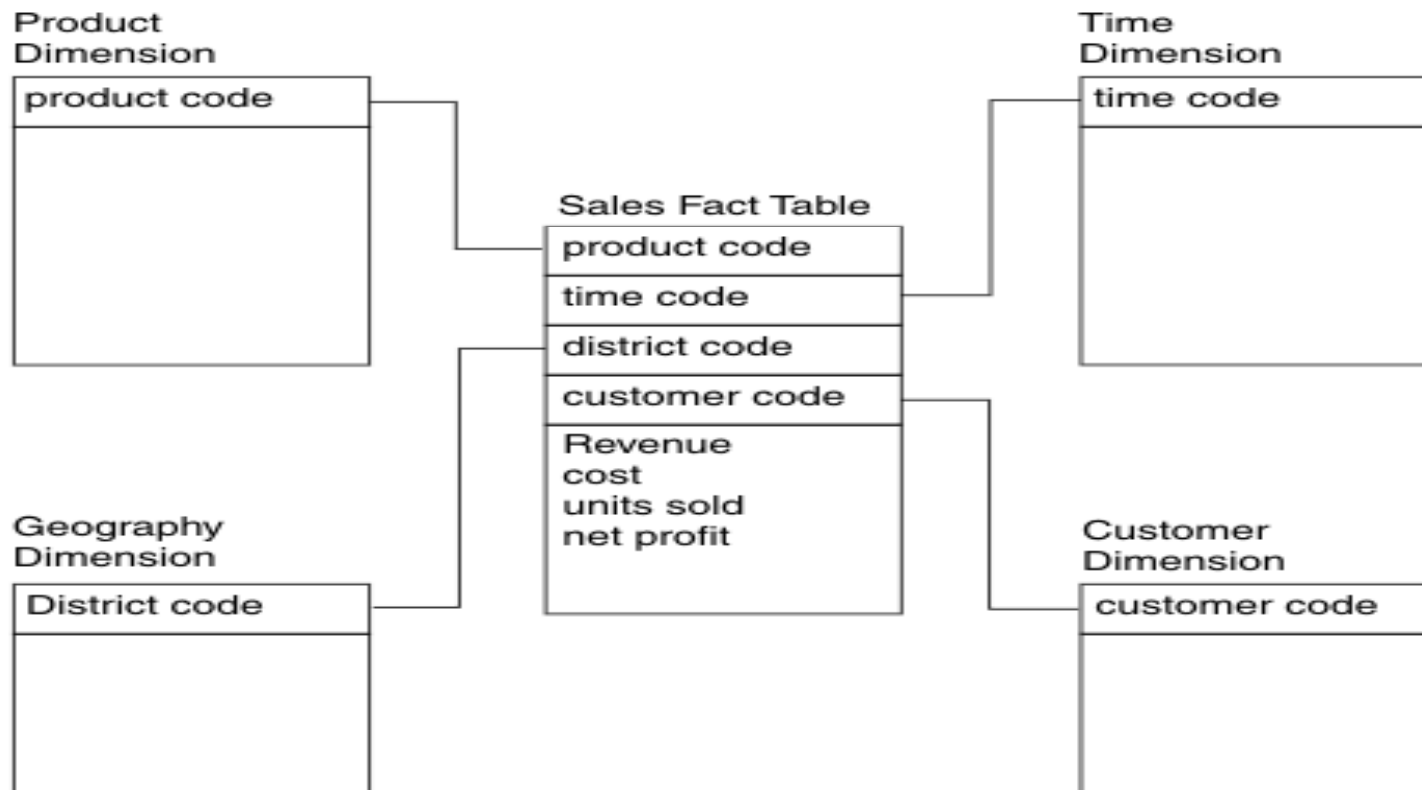 Product
Dimension
product code
Time
Dimension
time code
Sales Fact Table
product code
time code
district code
customer code
Revenue
cost
units sold
net profit
Geography
Dimension
District code
Customer
Dimension
customer code